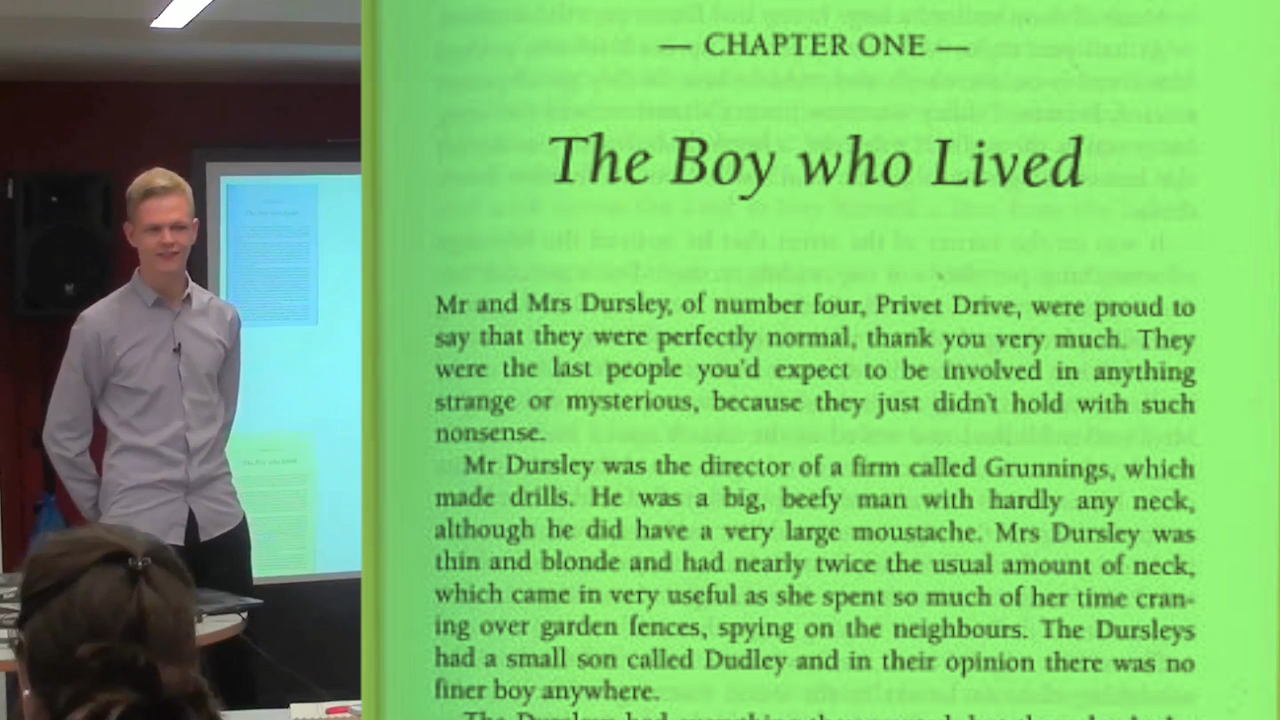 — CHAPTER ONE —
The Boy who Lived
Mr and Mrs Dursley, of number four, Privet Drive, were proud to
say that they were perfectly normal, thank you very much. They
were the last people you'd expect to be involved in anything
strange or mysterious, because they just didn't hold with such
nonsense.
Mr Dursley was the director of a firm called Grunnings, which
made drills. He was a big, beefy man with hardly any neck,
although he did have a very large moustache. Mrs Dursley was
thin and blonde and had nearly twice the usual amount of neck,
which came in very useful as she spent so much of her time cran-
ing over garden fences, spying on the neighbours. The Dursleys
had a small son called Dudley and in their opinion there was no
finer boy anywhere.